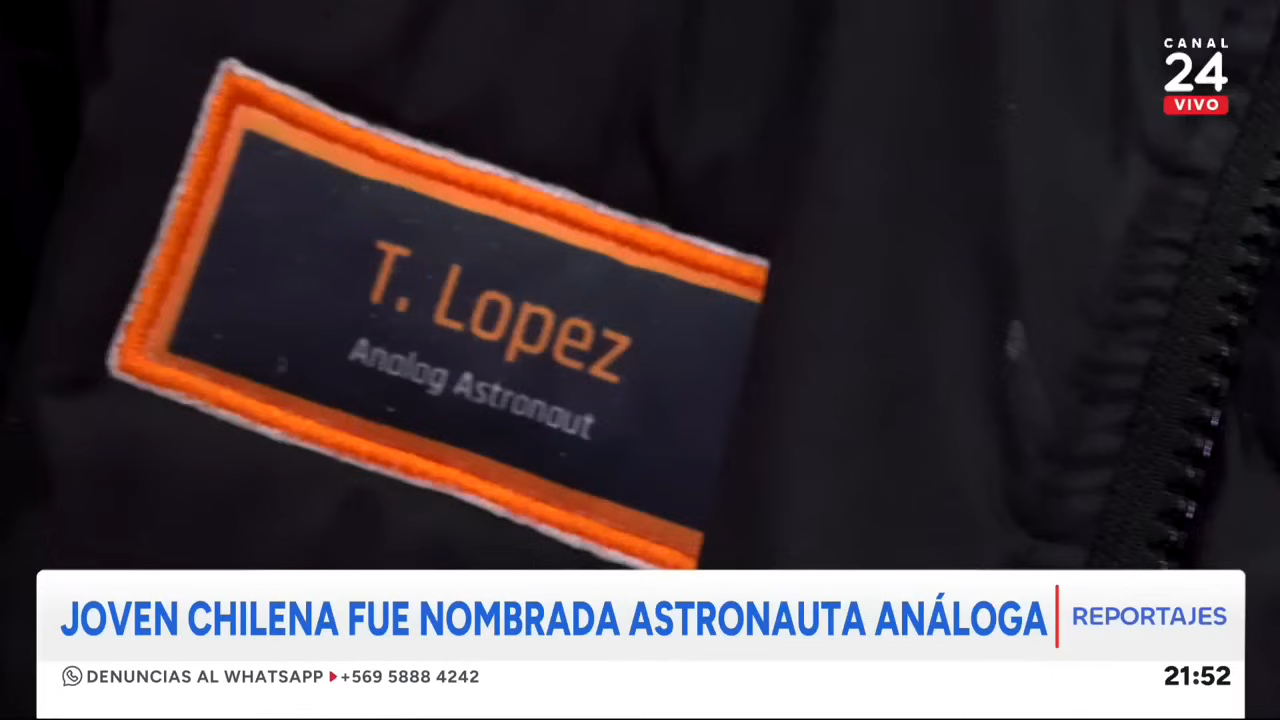 CANAL
24
VIVO
T. Lopez
Analog Astronaut
JOVEN CHILENA FUE NOMBRADA ASTRONAUTA ANÁLOGA
REPORTAJES
DENUNCIAS AL WHATSAPP +569 5888 4242
21:52